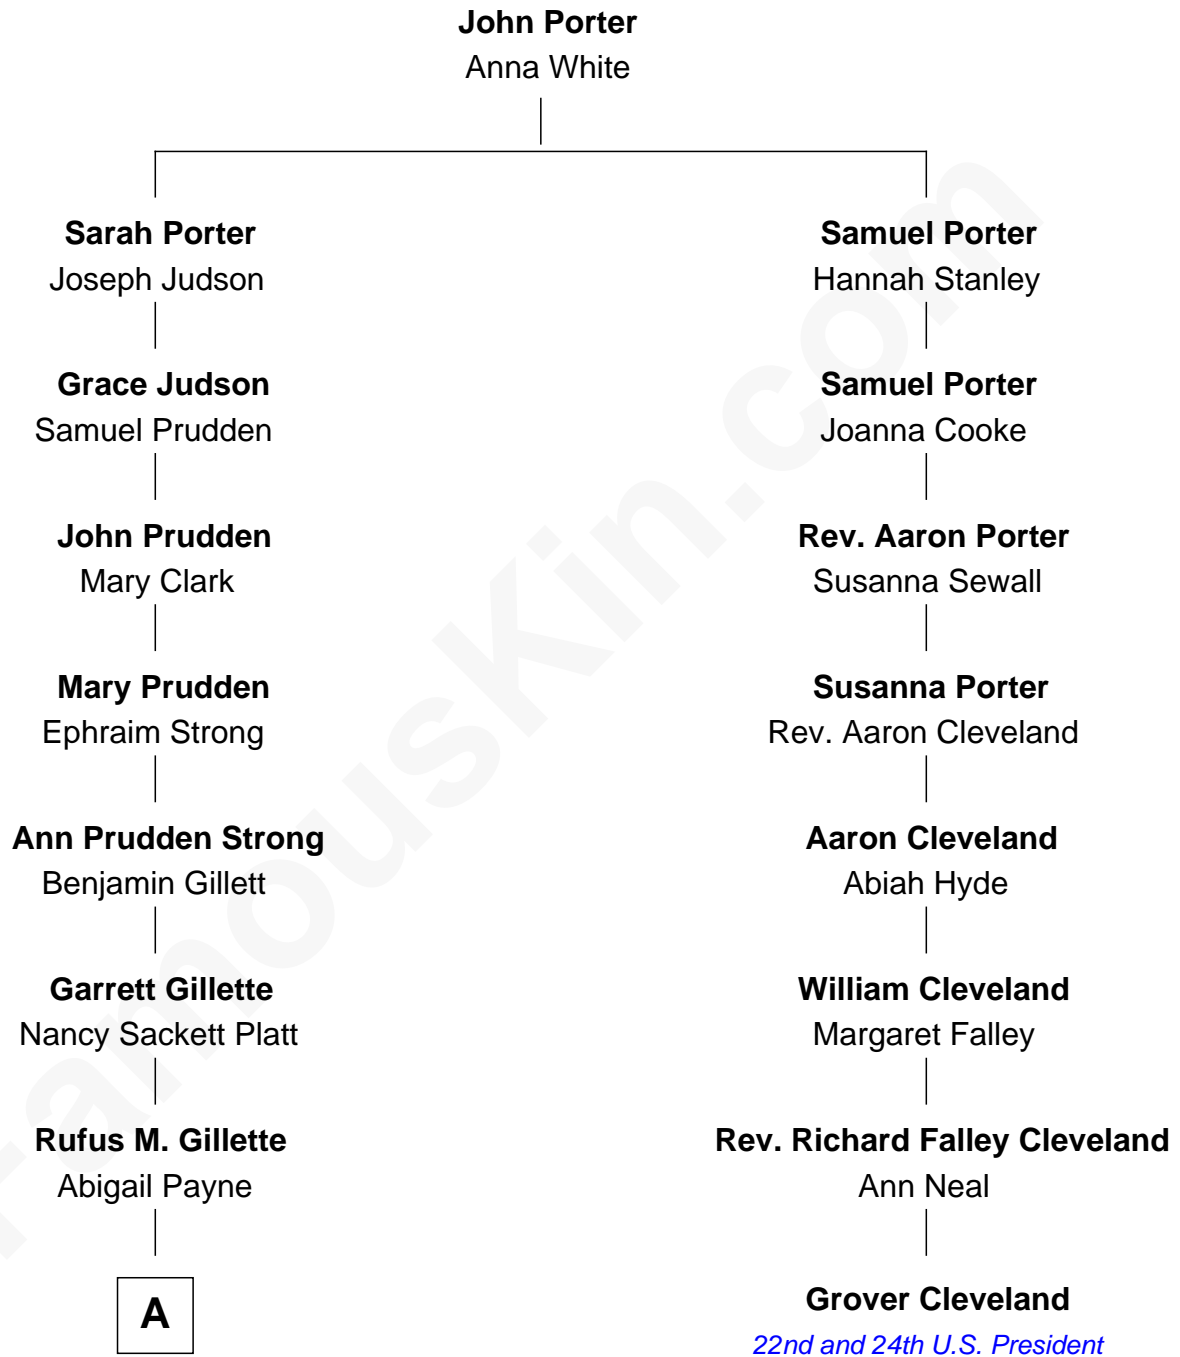 John Porter
Anna White
Sarah Porter
Joseph Judson
Samuel Porter
Hannah Stanley
Grace Judson
Samuel Prudden
Samuel Porter
Joanna Cooke
John Prudden
Mary Clark
Rev. Aaron Porter
Susanna Sewall
Mary Prudden
Ephraim Strong
Susanna Porter
Rev. Aaron Cleveland
Ann Prudden Strong
Benjamin Gillett
Aaron Cleveland
Abiah Hyde
Garrett Gillette
Nancy Sackett Platt
William Cleveland
Margaret Falley
Rufus M. Gillette
Abigail Payne
Rev. Richard Falley Cleveland
Ann Neal
A
Grover Cleveland
22nd and 24th U.S. President
FamousKin.com